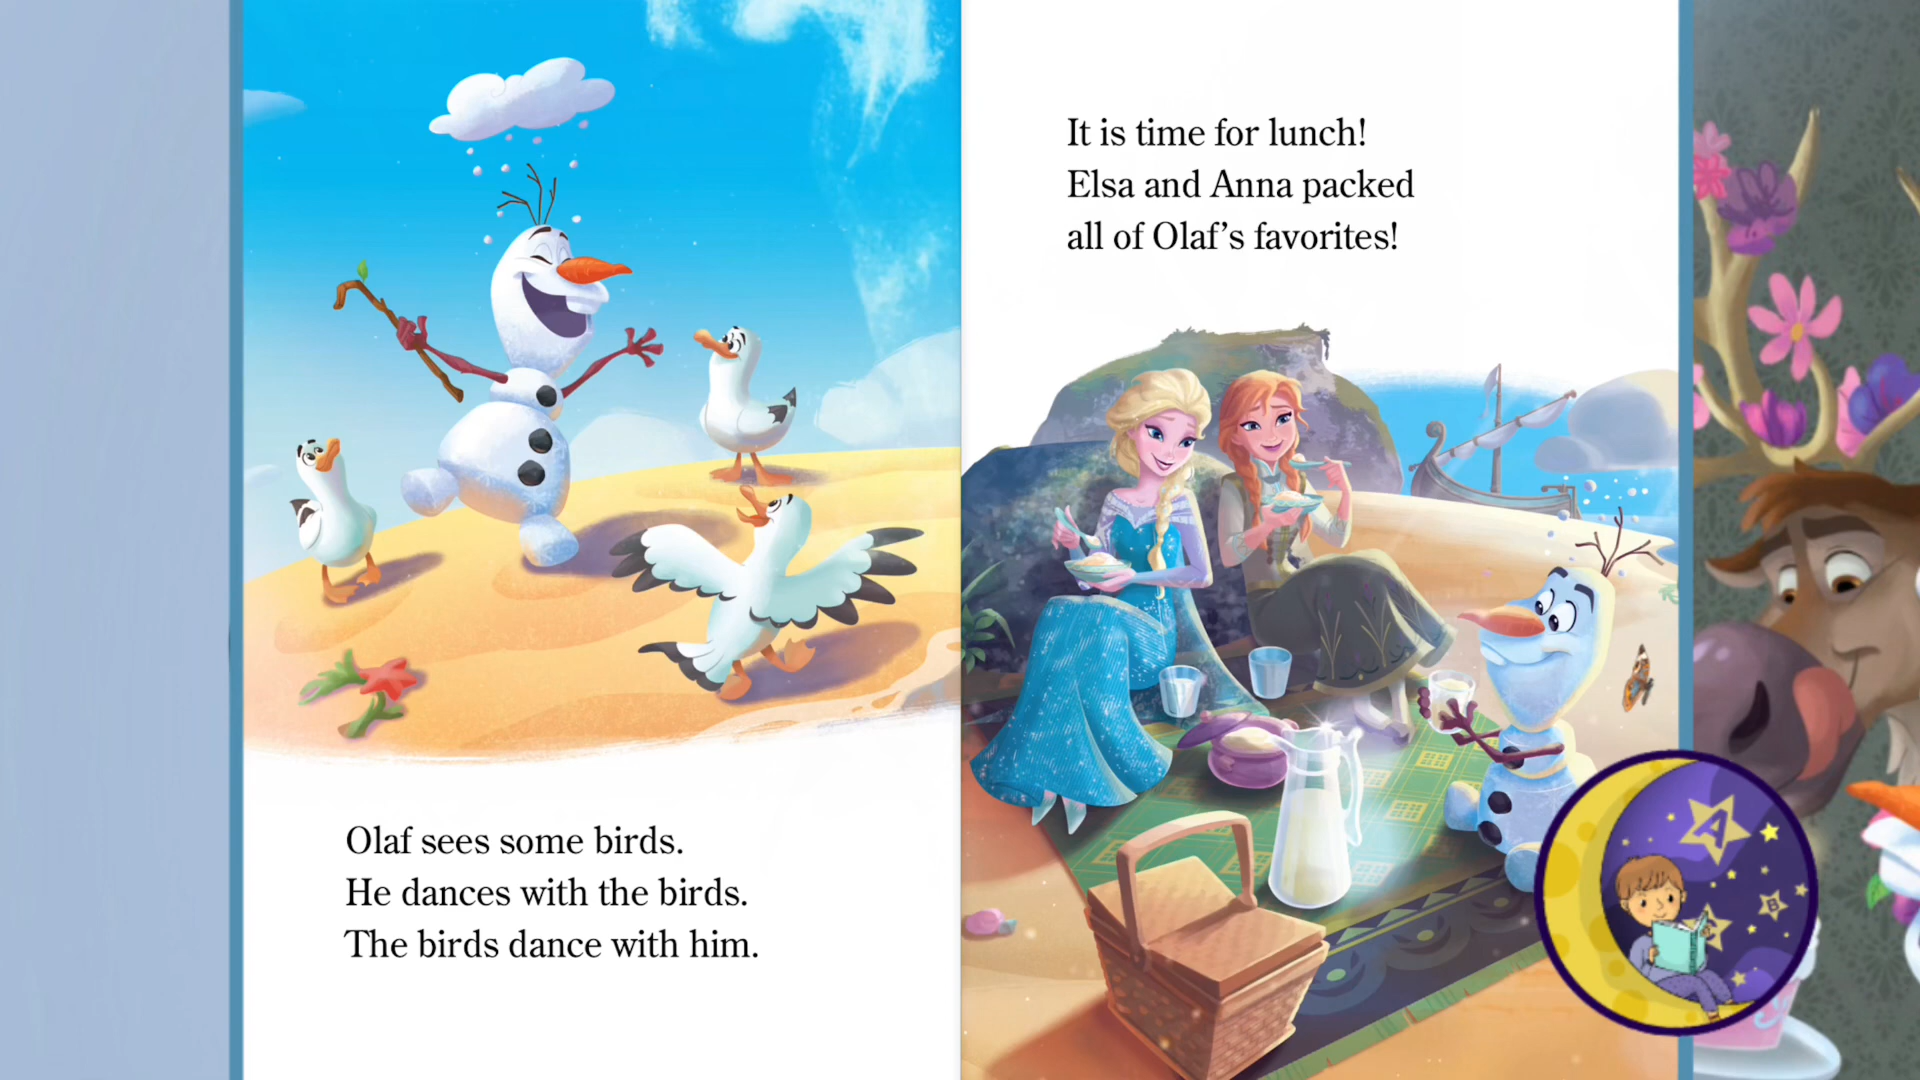 Olaf sees some birds.
He dances with the birds.
The birds dance with him.
It is time for lunch!
Elsa and Anna packed
all of Olaf’s favorites!
A
B